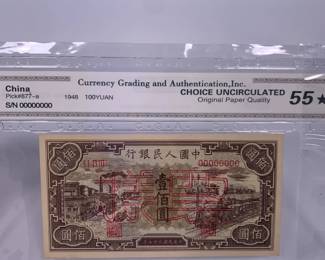 China
Pick#877-a 1948 100YUAN
S/N 00000000
Currency Grading and Authentication,Inc.
CHOICE UNCIRCULATED
Original Paper Quality
55★
行銀民人國中
00000000
佰 佰
壹佰圓
圓 圓